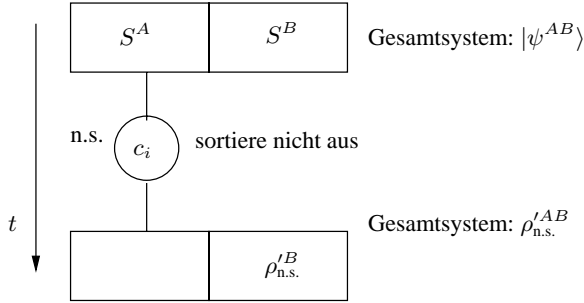 S^A S^B Gesamtsystem: |ψ^{AB}⟩
n.s. c_i sortiere nicht aus
t Gesamtsystem: ρ'^{AB}_{n.s.}
ρ'^B_{n.s.}